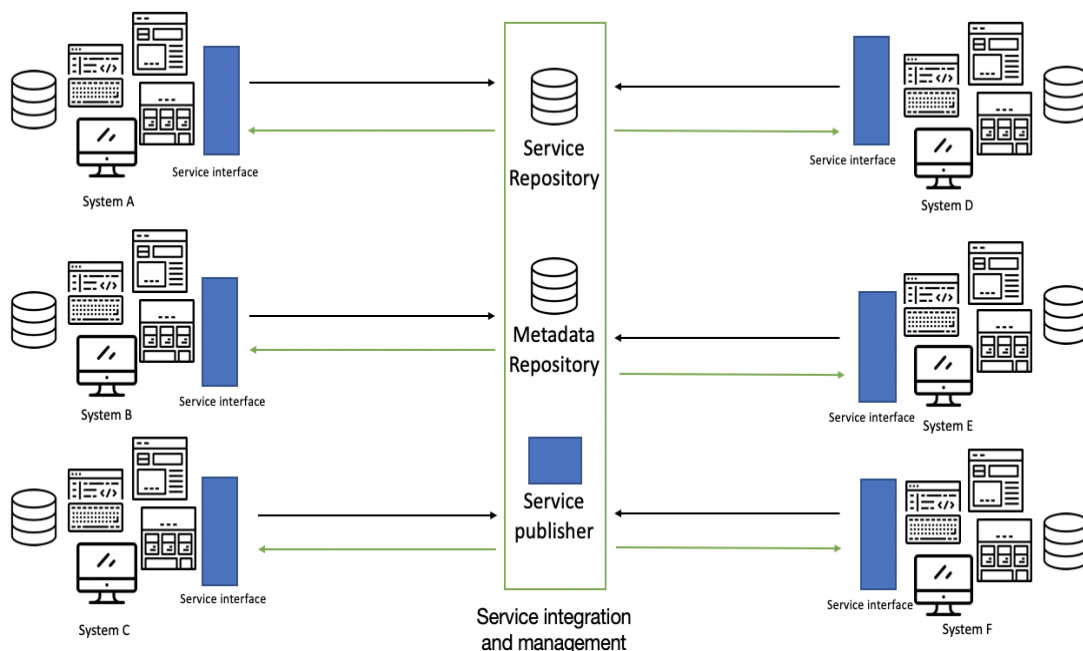 Service interface
System A
Service
Repository
Service interface
System D
Service interface
System B
Metadada
Repository
Service interface
System E
Service interface
System C
Service
publisher
Service interface
System F
Service integration
and management